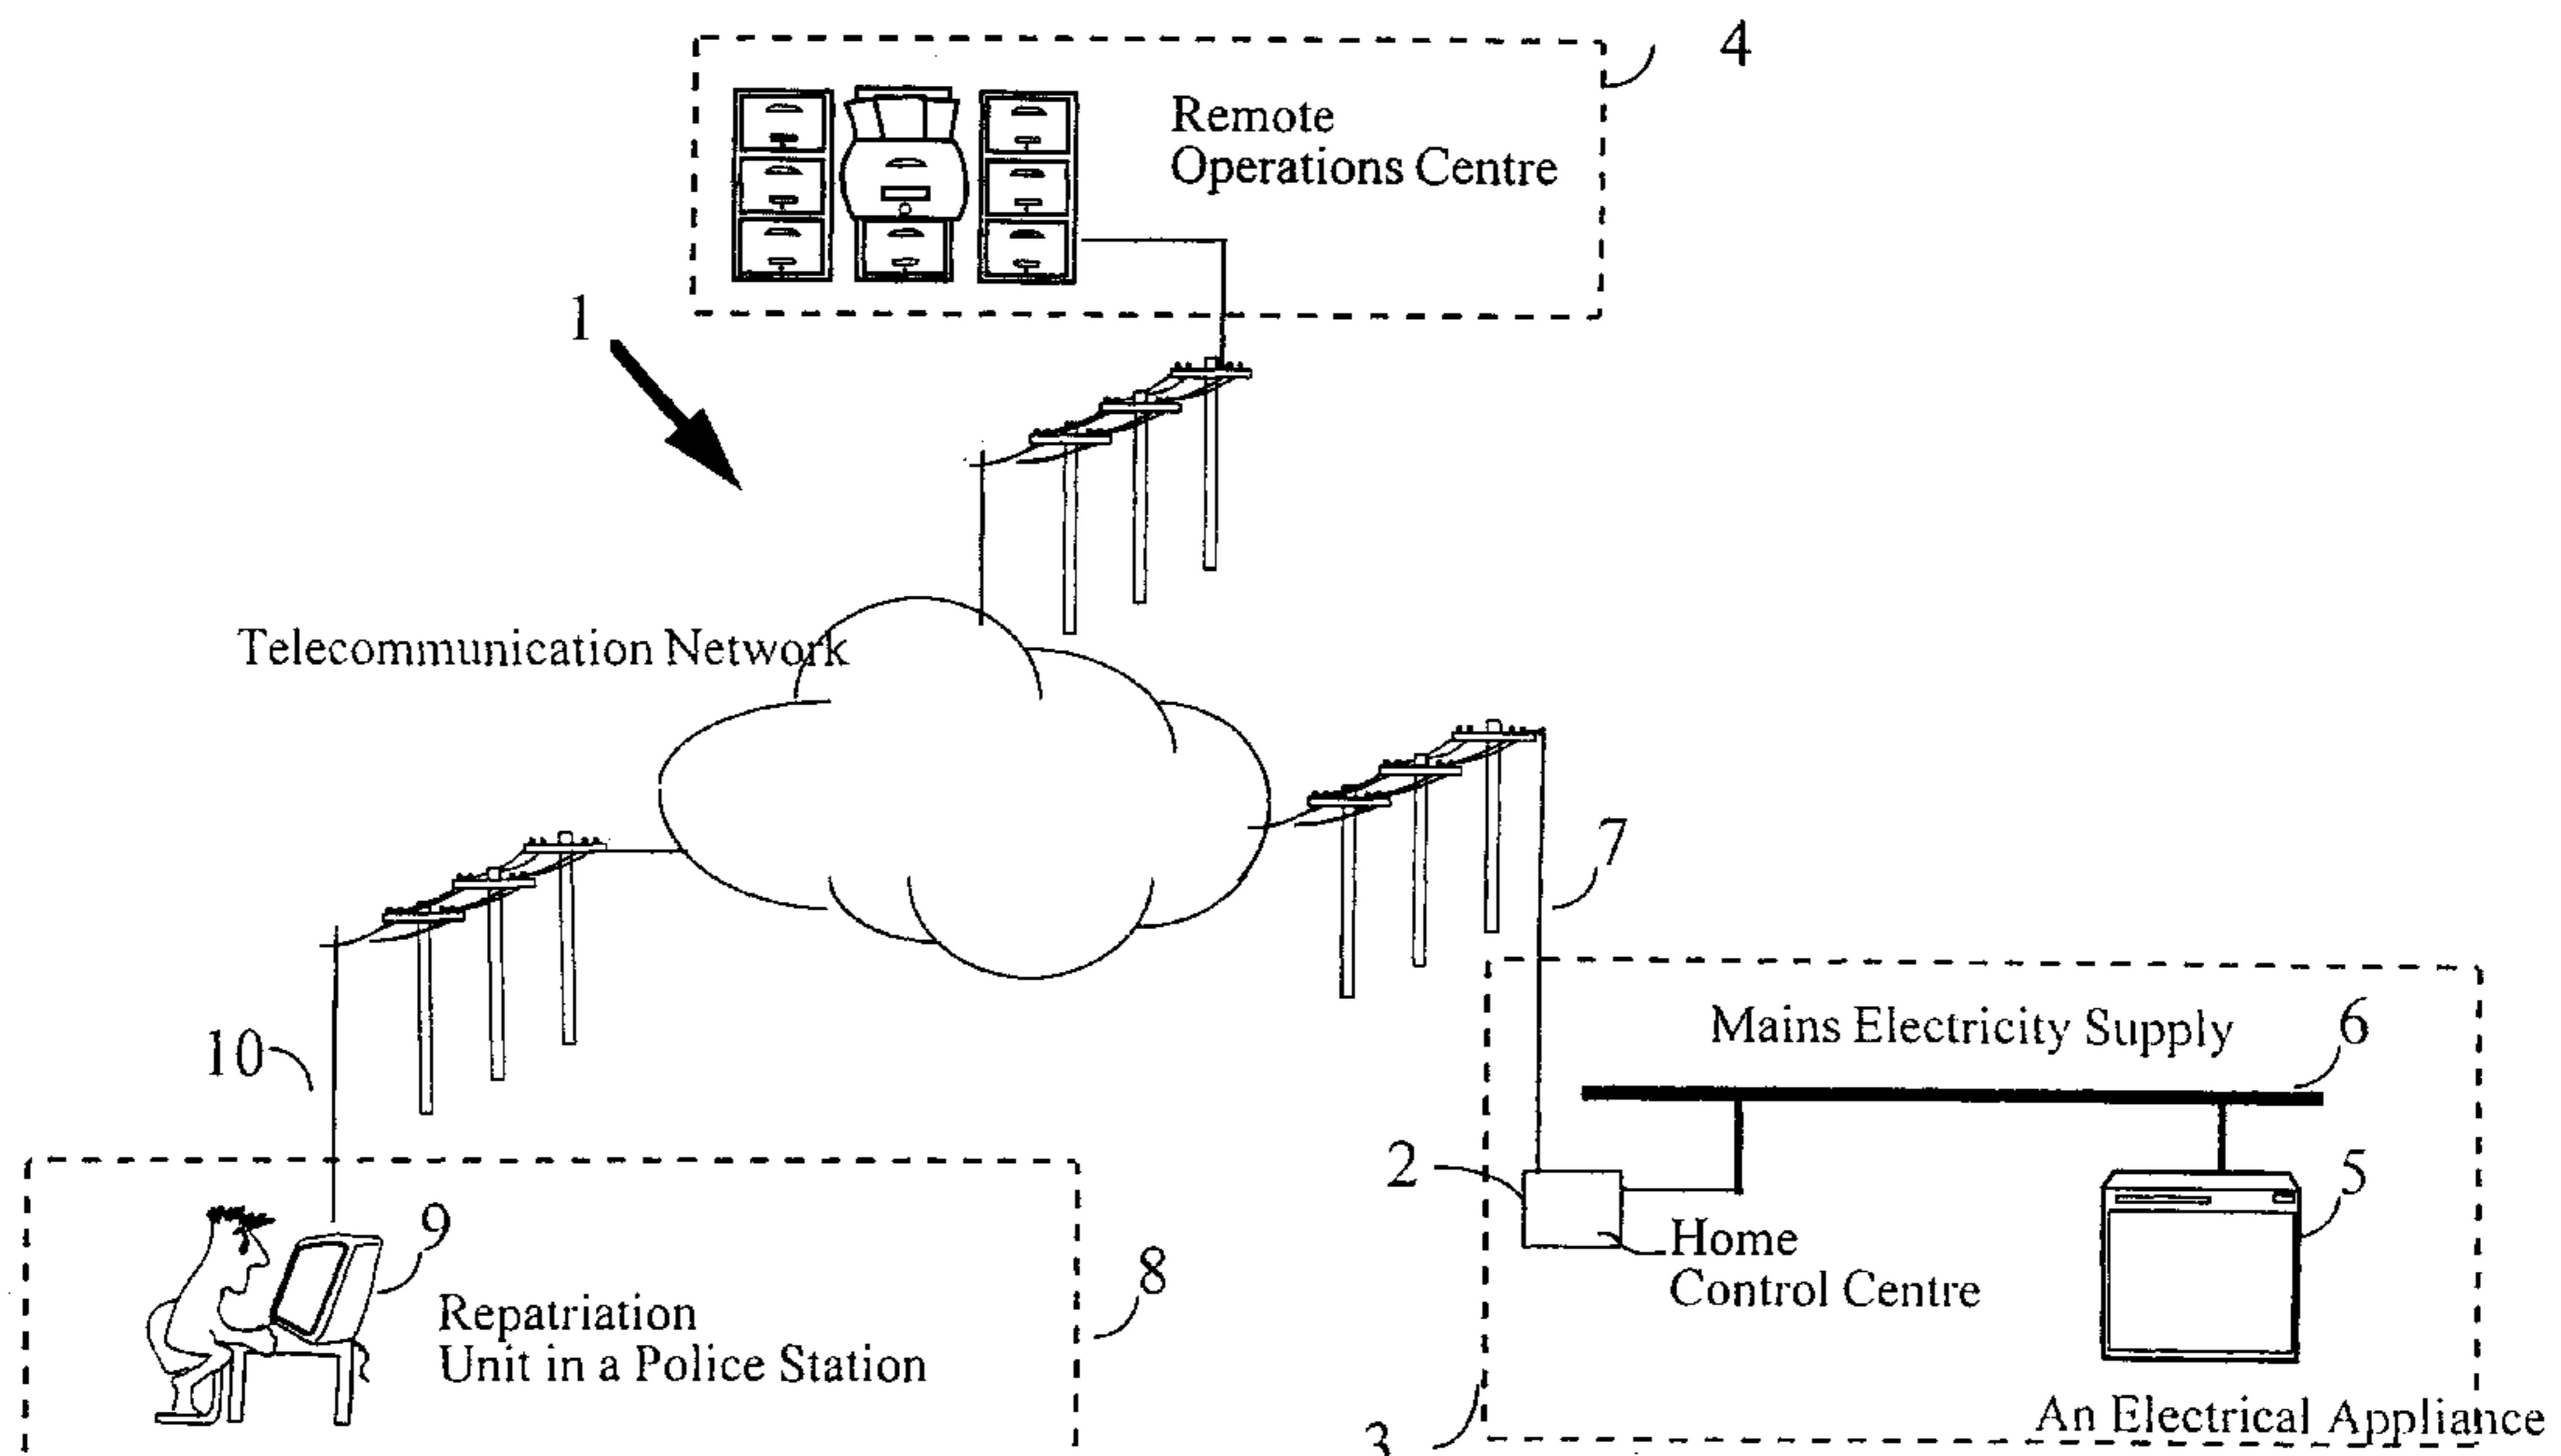 4
Remote
Operations Centre
1
Telecommunication Network
7
10
Mains Electricity Supply
6
2
5
Home
Control Centre
9
8
Repatriation
Unit in a Police Station
3
An Electrical Appliance